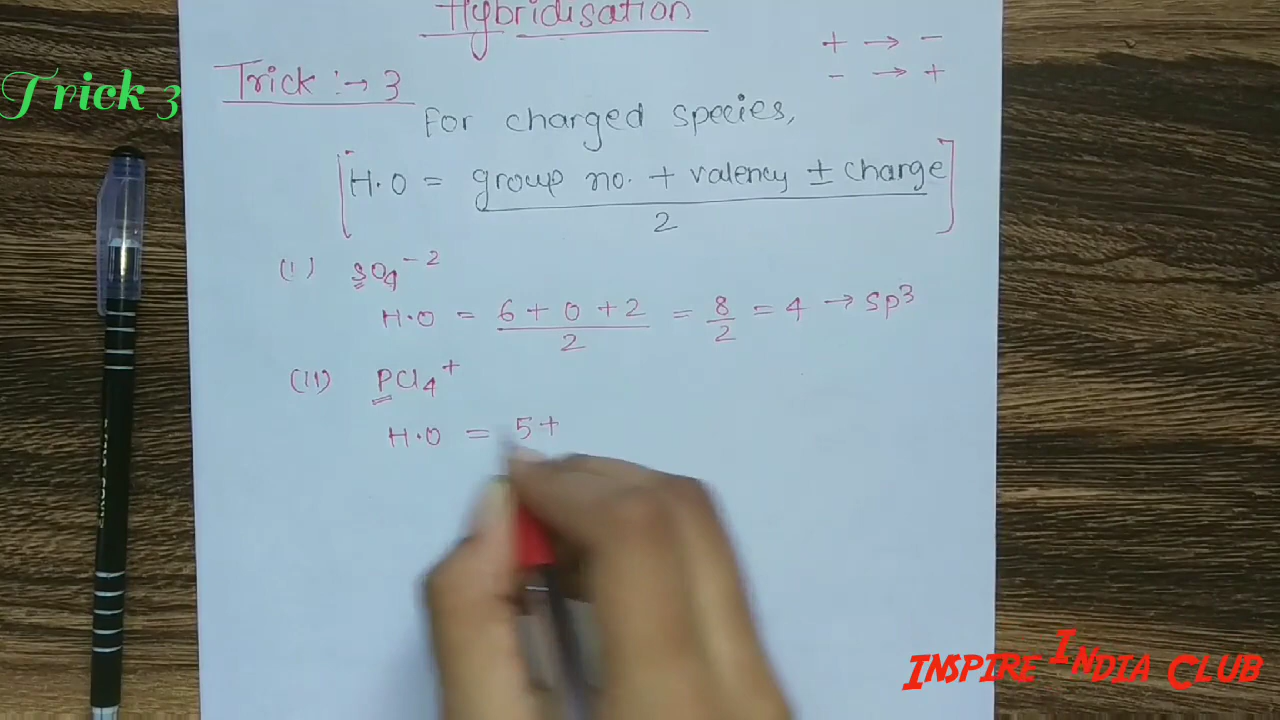 Hybridisation
+ → -
- → +
Trick :→ 3
Trick 3
For charged species,
[H.O = group no. + valency ± charge / 2]
(I) SO4 -2
H.O = 6 + 0 + 2 / 2 = 8 / 2 = 4 → sp3
(II) PCl4 +
H.O = 5 +
INSPIRE INDIA CLUB